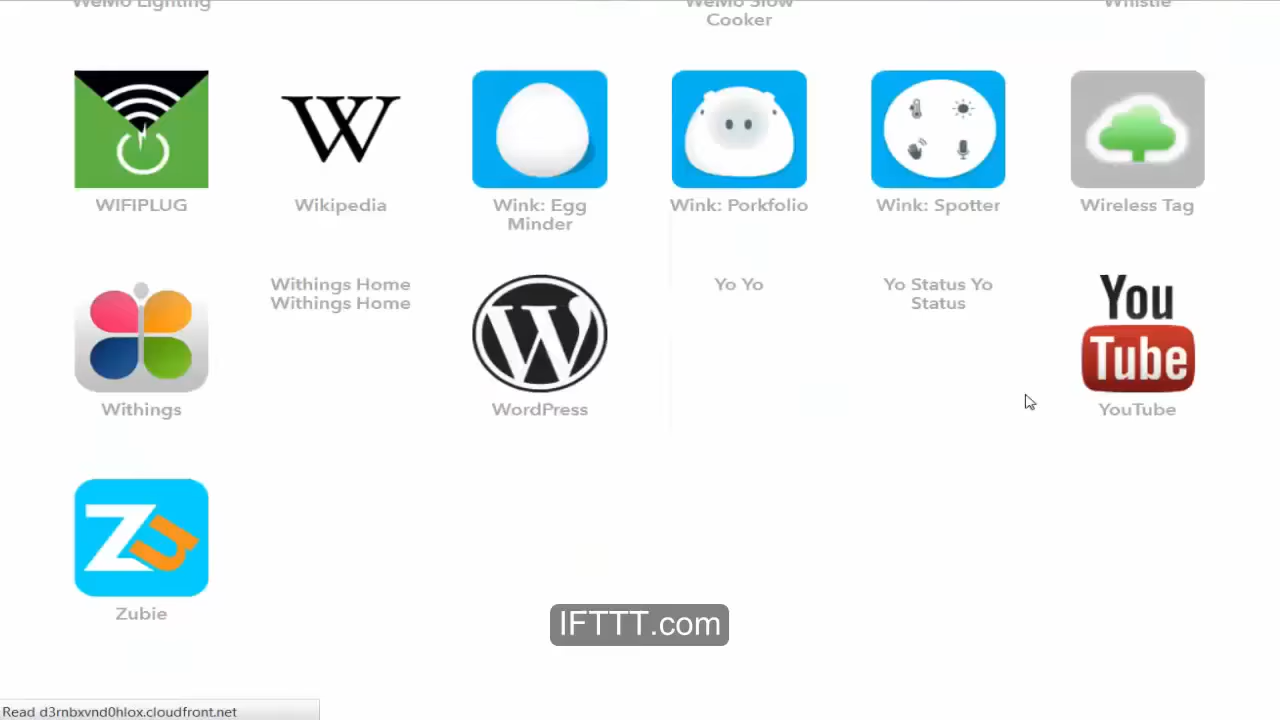 WeMo Lighting
WeMo Slow
Cooker
Whistle
W
WIFIPLUG
Wikipedia
Wink: Egg
Minder
Wink: Porkfolio
Wink: Spotter
Wireless Tag
Withings Home
Withings Home
Yo Yo
Yo Status Yo
Status
W
You
Tube
Withings
WordPress
YouTube
Zu
Zubie
IFTTT.com
Read d3rnbxvnd0hlox.cloudfront.net